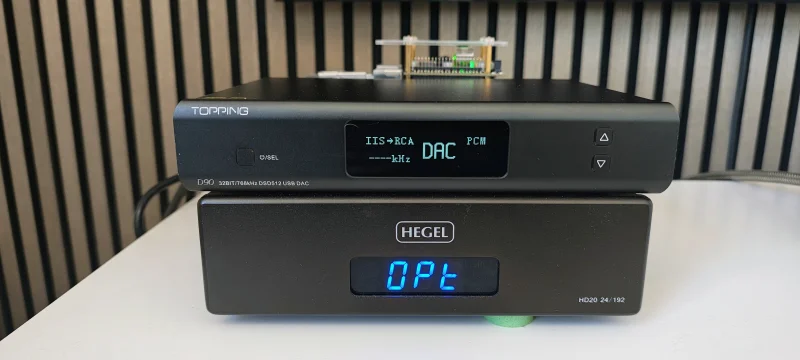 TOPPING
IIS→RCA PCM
----kHz DAC
⏻/SEL
D90 32BIT/768kHz DSD512 USB DAC
HEGEL
OPt
HD20 24/192